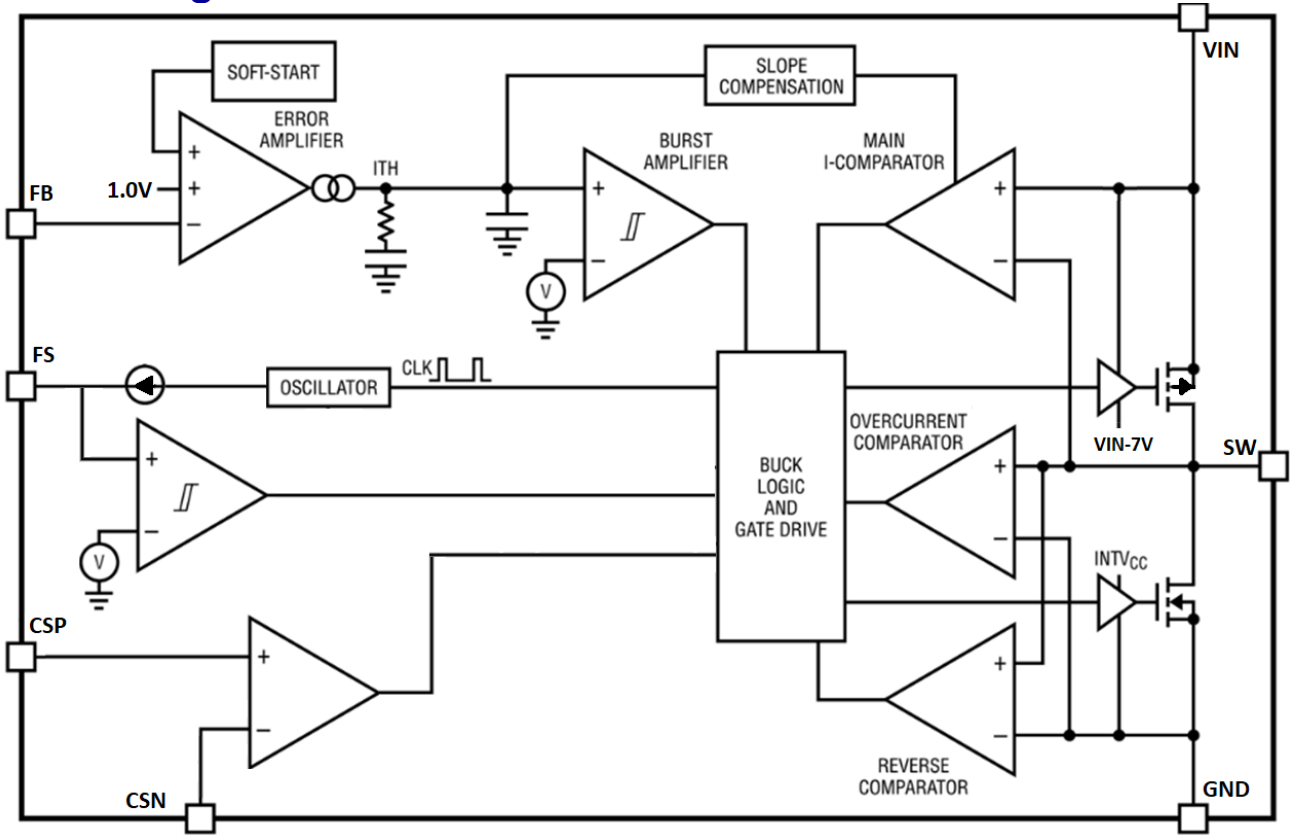 VIN
SOFT-START
SLOPE
COMPENSATION
ERROR
AMPLIFIER
BURST
AMPLIFIER
MAIN
I-COMPARATOR
ITH
+
1.0V
+
−
FB
+
−
V
+
−
FS
OSCILLATOR
CLK
OVERCURRENT
COMPARATOR
VIN-7V
SW
+
−
V
BUCK
LOGIC
AND
GATE DRIVE
+
−
INTVCC
CSP
+
−
+
−
REVERSE
COMPARATOR
CSN
GND